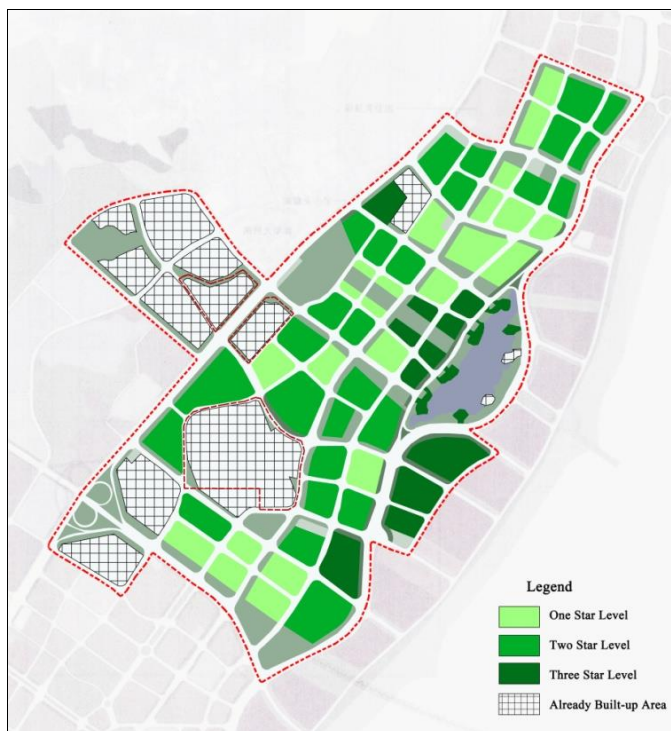 Legend
One Star Level
Two Star Level
Three Star Level
Already Built-up Area